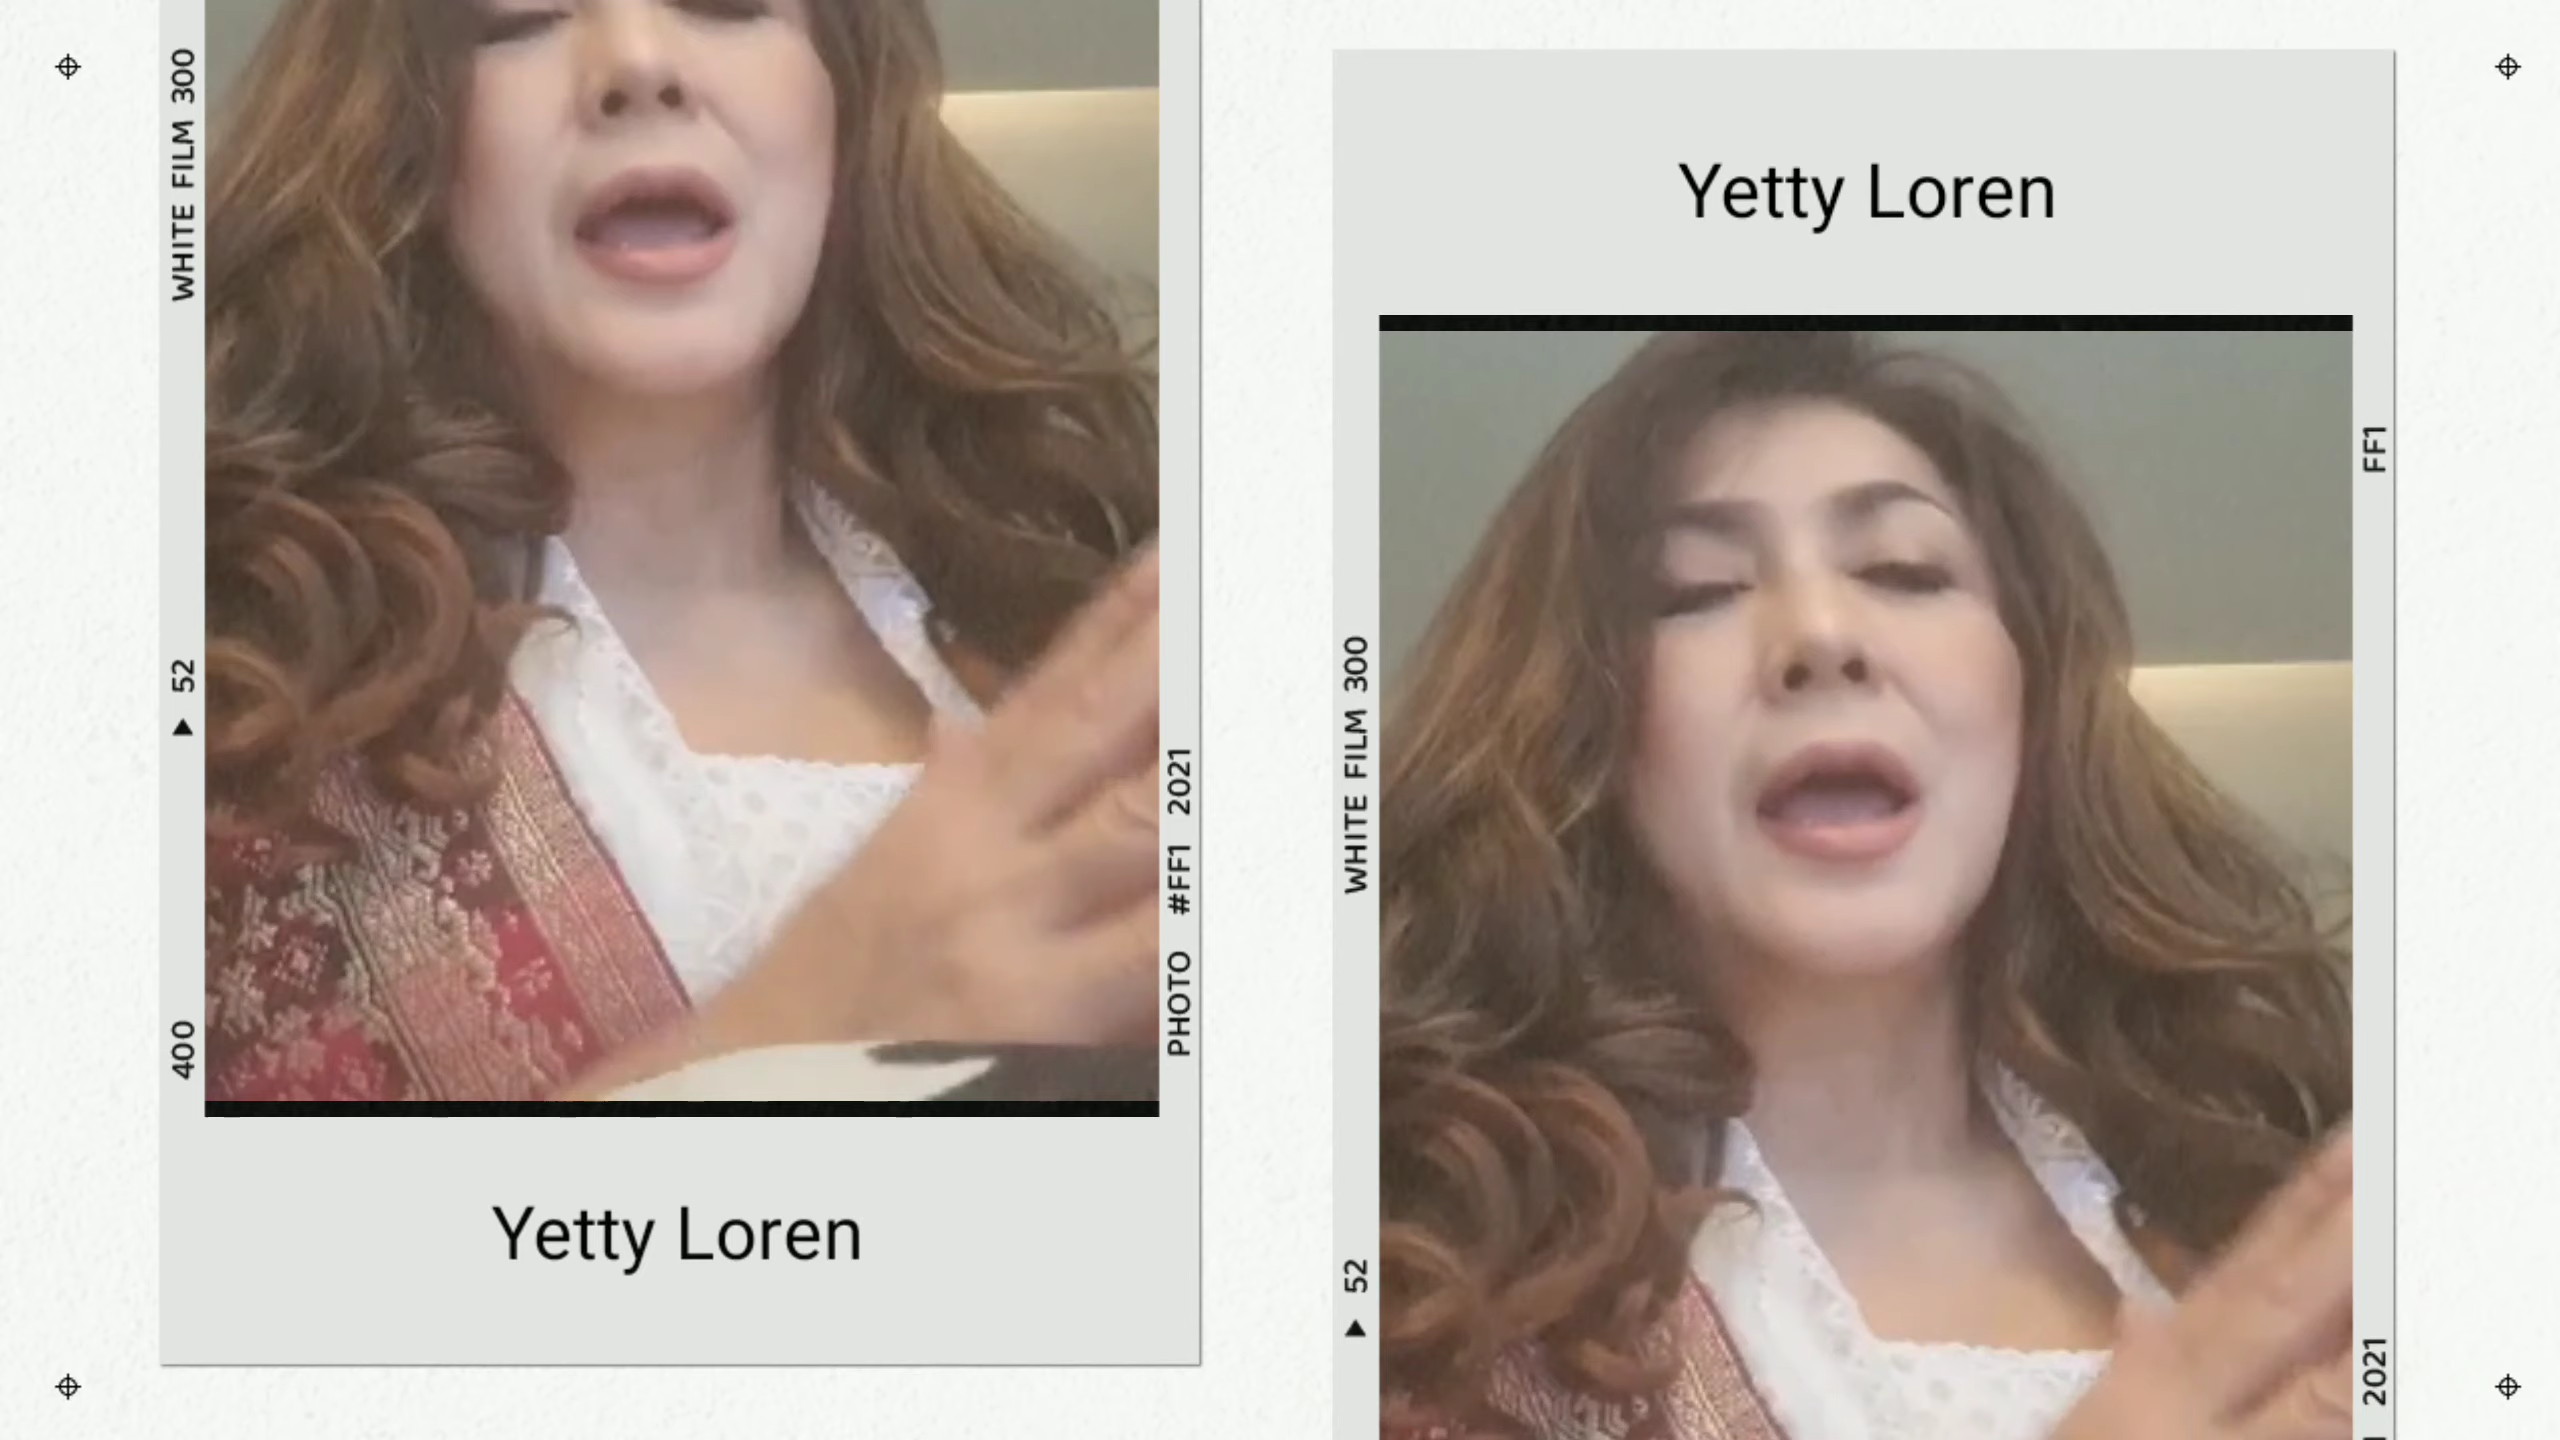 WHITE FILM 300
▶ 52
400
PHOTO #FF1 2021
Yetty Loren
Yetty Loren
WHITE FILM 300
▶ 52
FF1
2021